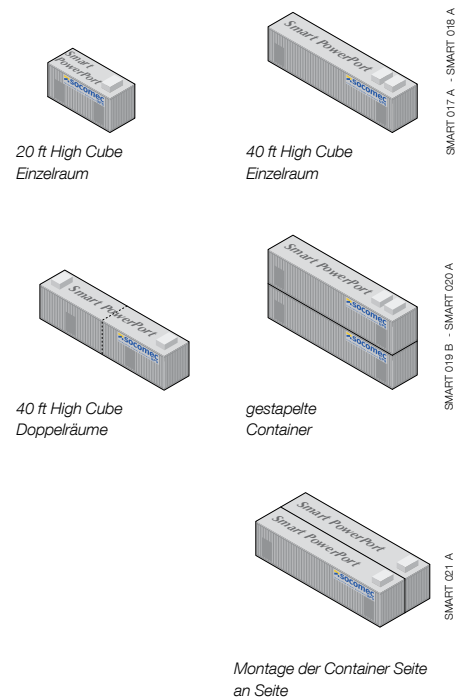 Smart
PowerPort
socomec
20 ft High Cube
Einzelraum
Smart PowerPort
socomec
40 ft High Cube
Einzelraum
SMART 017 A - SMART 018 A
Smart PowerPort
socomec
40 ft High Cube
Doppelräume
Smart PowerPort
socomec
socomec
gestapelte
Container
SMART 019 B - SMART 020 A
Smart PowerPort
Smart PowerPort
socomec
SMART 021 A
Montage der Container Seite
an Seite